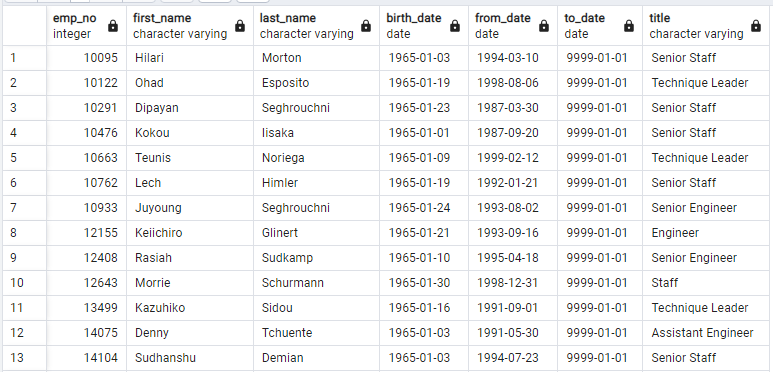 emp_no first_name last_name birth_date from_date to_date title
integer character varying character varying date date date character varying
1 10095 Hilari Morton 1965-01-03 1994-03-10 9999-01-01 Senior Staff
2 10122 Ohad Esposito 1965-01-19 1998-08-06 9999-01-01 Technique Leader
3 10291 Dipayan Seghrouchni 1965-01-23 1987-03-30 9999-01-01 Senior Staff
4 10476 Kokou Iisaka 1965-01-01 1987-09-20 9999-01-01 Senior Staff
5 10663 Teunis Noriega 1965-01-09 1999-02-12 9999-01-01 Technique Leader
6 10762 Lech Himler 1965-01-19 1992-01-21 9999-01-01 Senior Staff
7 10933 Juyoung Seghrouchni 1965-01-24 1993-08-02 9999-01-01 Senior Engineer
8 12155 Keiichiro Glinert 1965-01-21 1993-09-16 9999-01-01 Engineer
9 12408 Rasiah Sudkamp 1965-01-10 1995-04-18 9999-01-01 Senior Engineer
10 12643 Morrie Schurmann 1965-01-30 1998-12-31 9999-01-01 Staff
11 13499 Kazuhiko Sidou 1965-01-16 1991-09-01 9999-01-01 Technique Leader
12 14075 Denny Tchuente 1965-01-03 1991-05-30 9999-01-01 Assistant Engineer
13 14104 Sudhanshu Demian 1965-01-03 1994-07-23 9999-01-01 Senior Staff